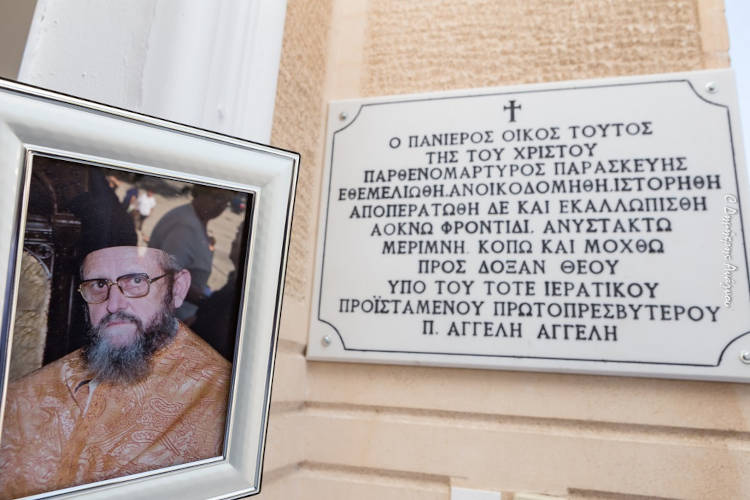 Ο ΠΑΝΙΕΡΟΣ ΟΙΚΟΣ ΤΟΥΤΟΣ
ΤΗΣ ΤΟΥ ΧΡΙΣΤΟΥ
ΠΑΡΘΕΝΟΜΑΡΤΥΡΟΣ ΠΑΡΑΣΚΕΥΗΣ
ΕΘΕΜΕΛΙΩΘΗ.ΑΝΟΙΚΟΔΟΜΗΘΗ.ΙΣΤΟΡΗΘΗ
ΑΠΟΠΕΡΑΤΩΘΗ ΔΕ ΚΑΙ ΕΚΑΛΛΩΠΙΣΘΗ
ΑΟΚΝΩ ΦΡΟΝΤΙΔΙ, ΑΝΥΣΤΑΚΤΩ
ΜΕΡΙΜΝΗ, ΚΟΠΩ ΚΑΙ ΜΟΧΘΩ
ΠΡΟΣ ΔΟΞΑΝ ΘΕΟΥ
ΥΠΟ ΤΟΥ ΤΟΤΕ ΙΕΡΑΤΙΚΟΥ
ΠΡΟΪΣΤΑΜΕΝΟΥ ΠΡΩΤΟΠΡΕΣΒΥΤΕΡΟΥ
Π. ΑΓΓΕΛΗ ΑΓΓΕΛΗ